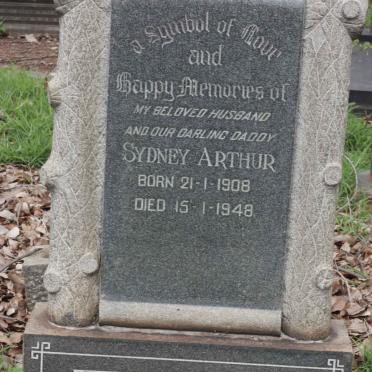 a Symbol of Love
and
Happy Memories of
MY BELOVED HUSBAND
AND OUR DARLING DADDY
SYDNEY ARTHUR
BORN 21-1-1908
DIED 15-1-1948